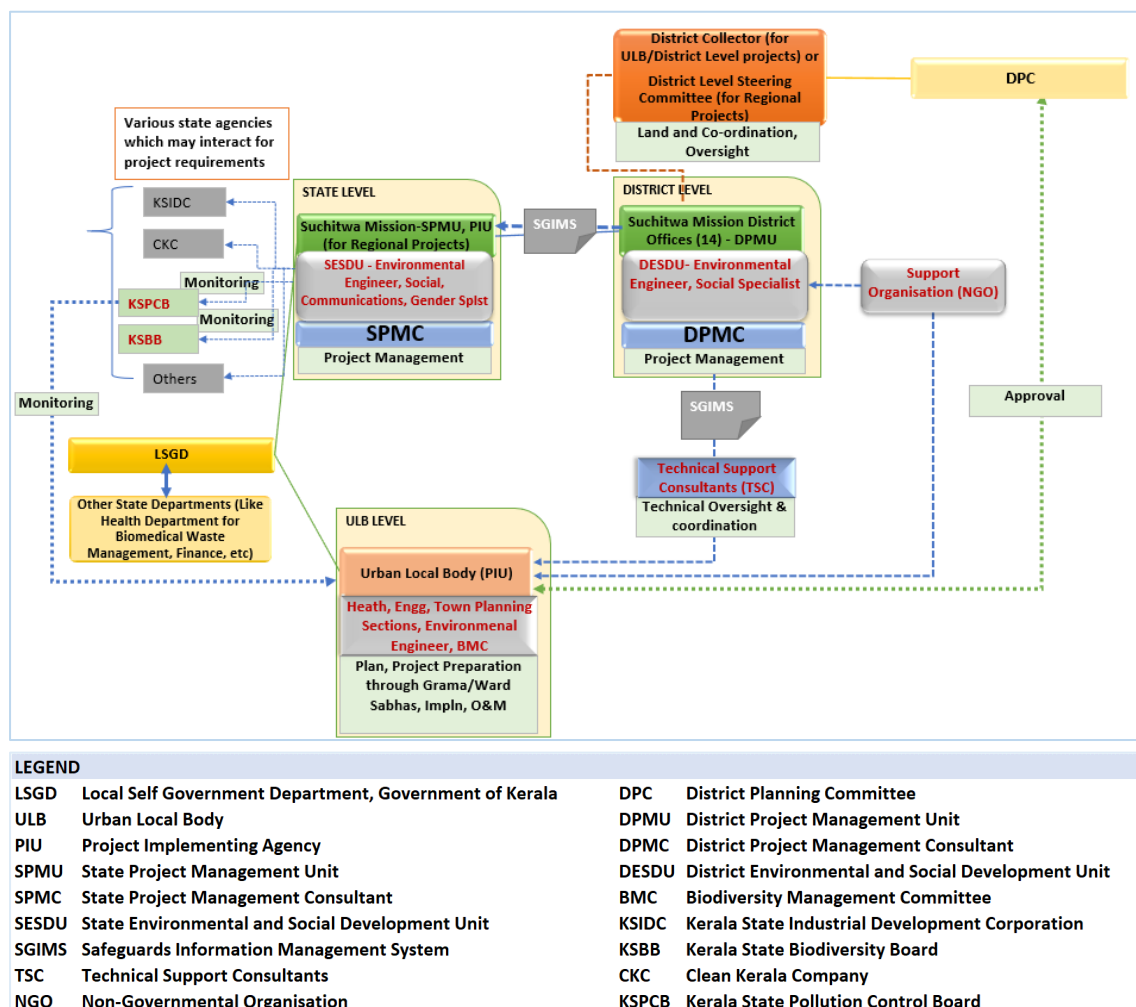 District Collector (for
ULB/District Level projects) or
District Level Steering
Committee (for Regional
Projects)
Land and Co-ordination,
Oversight
DPC
Various state agencies
which may interact for
project requirements
KSIDC
CKC
Monitoring
KSPCB
Monitoring
KSBB
Others
Monitoring
STATE LEVEL
Suchitwa Mission-SPMU, PIU
(for Regional Projects)
SESDU - Environmental
Engineer, Social,
Communications, Gender Splst
SPMC
Project Management
SGIMS
DISTRICT LEVEL
Suchitwa Mission District
Offices (14) - DPMU
DESDU- Environmental
Engineer, Social Specialist
DPMC
Project Management
Support
Organisation (NGO)
SGIMS
Approval
LSGD
Other State Departments (Like
Health Department for
Biomedical Waste
Management, Finance, etc)
Technical Support
Consultants (TSC)
Technical Oversight &
coordination
ULB LEVEL
Urban Local Body (PIU)
Heath, Engg, Town Planning
Sections, Environmenal
Engineer, BMC
Plan, Project Preparation
through Grama/Ward
Sabhas, Impln, O&M
LEGEND
LSGD Local Self Government Department, Government of Kerala
ULB Urban Local Body
PIU Project Implementing Agency
SPMU State Project Management Unit
SPMC State Project Management Consultant
SESDU State Environmental and Social Development Unit
SGIMS Safeguards Information Management System
TSC Technical Support Consultants
NGO Non-Governmental Organisation
DPC District Planning Committee
DPMU District Project Management Unit
DPMC District Project Management Consultant
DESDU District Environmental and Social Development Unit
BMC Biodiversity Management Committee
KSIDC Kerala State Industrial Development Corporation
KSBB Kerala State Biodiversity Board
CKC Clean Kerala Company
KSPCB Kerala State Pollution Control Board